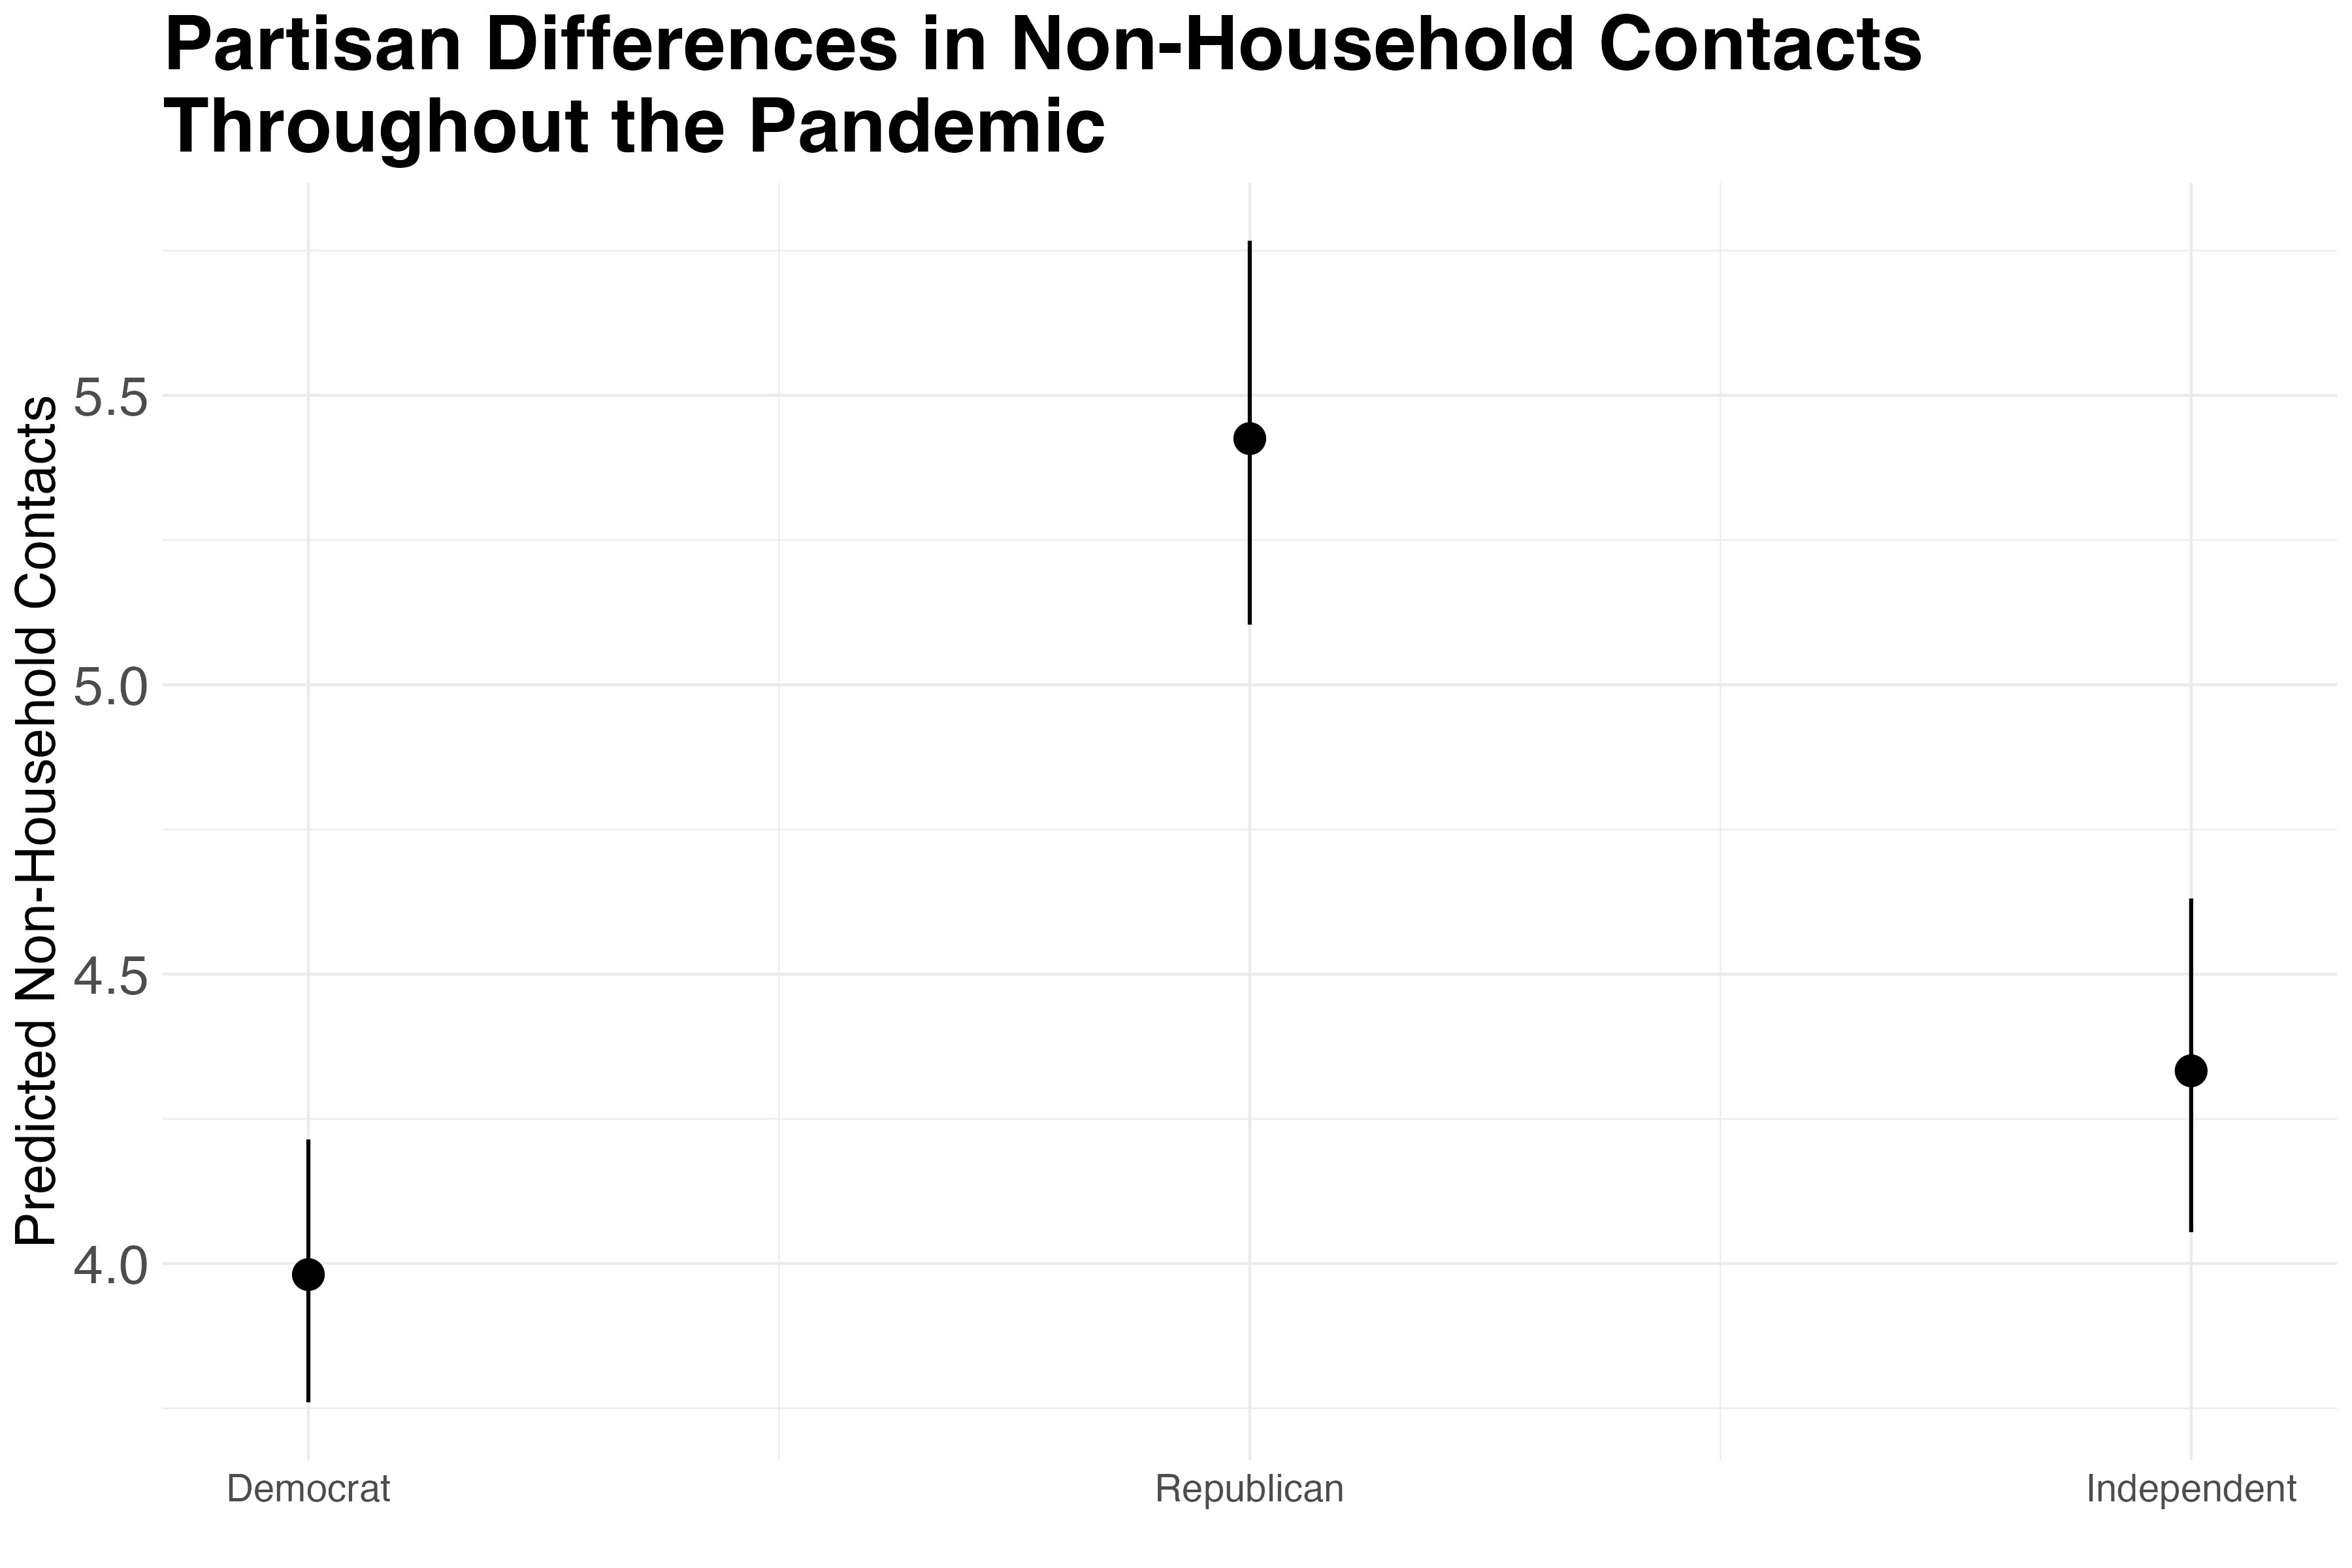 Partisan Differences in Non-Household Contacts
Throughout the Pandemic
Predicted Non-Household Contacts
5.5
5.0
4.5
4.0
Democrat
Republican
Independent